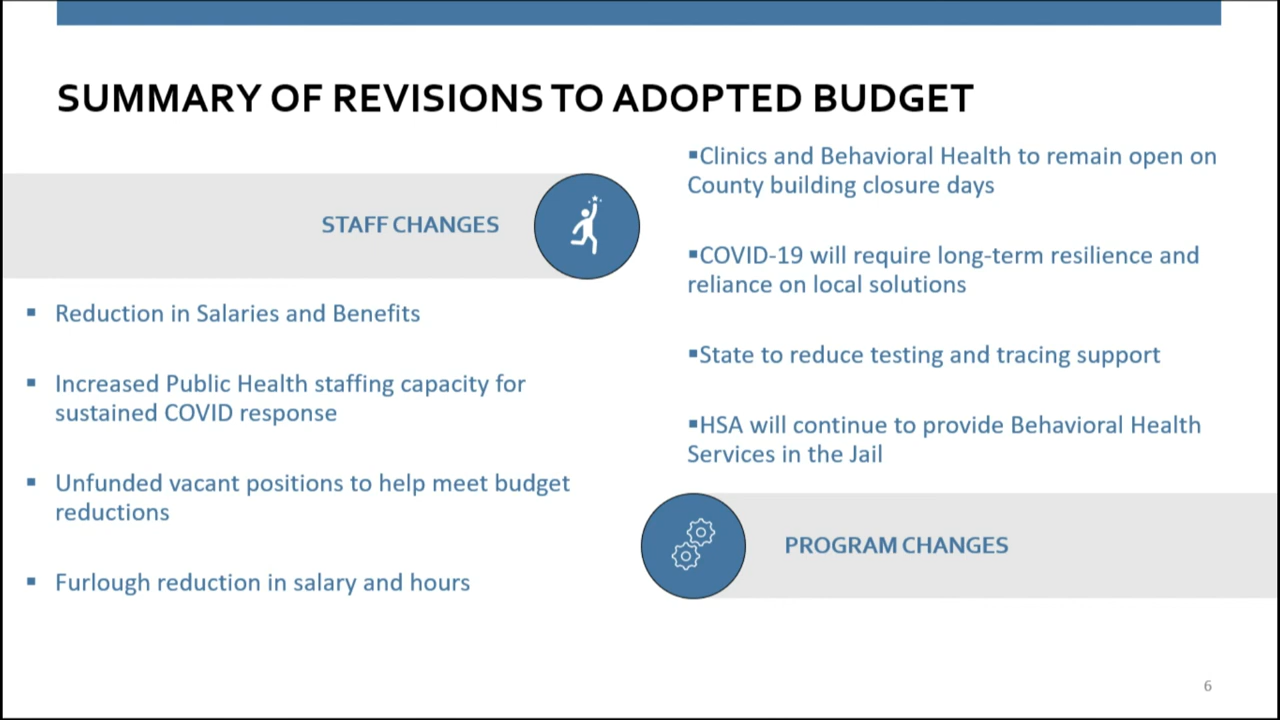 SUMMARY OF REVISIONS TO ADOPTED BUDGET
STAFF CHANGES
▪ Reduction in Salaries and Benefits
▪ Increased Public Health staffing capacity for
sustained COVID response
▪ Unfunded vacant positions to help meet budget
reductions
▪ Furlough reduction in salary and hours
▪Clinics and Behavioral Health to remain open on
County building closure days
▪COVID-19 will require long-term resilience and
reliance on local solutions
▪State to reduce testing and tracing support
▪HSA will continue to provide Behavioral Health
Services in the Jail
PROGRAM CHANGES
6